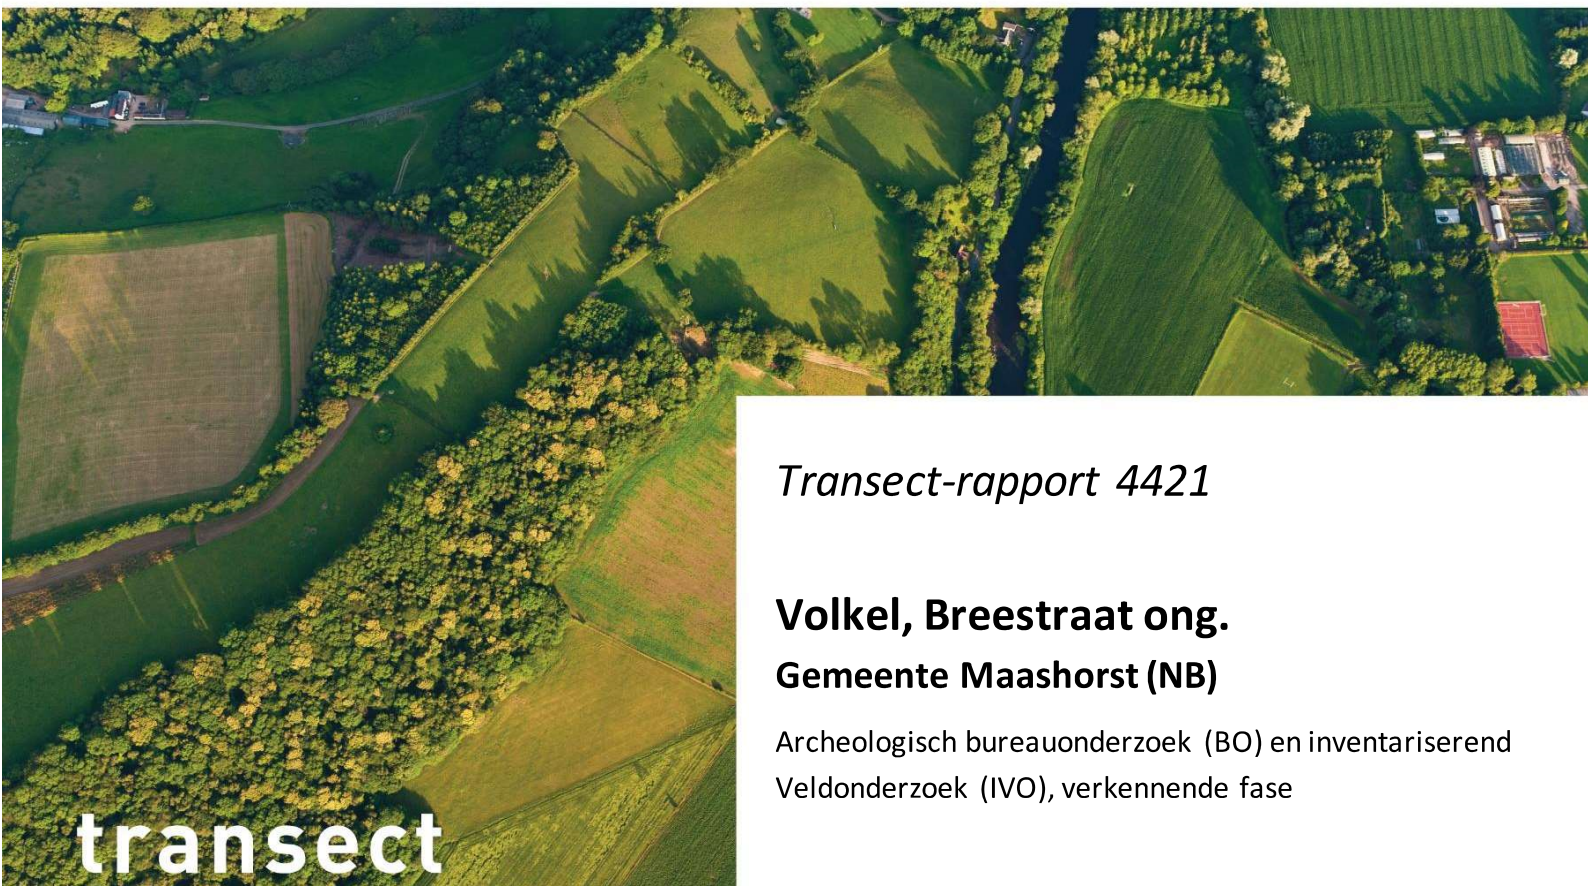 Transect-rapport 4421
Volkel, Breestraat ong.
Gemeente Maashorst (NB)
Archeologisch bureauonderzoek (BO) en inventariserend
Veldonderzoek (IVO), verkennende fase
transect